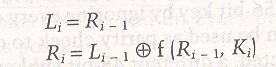 Lᵢ = Rᵢ ₋ ₁
Rᵢ = Lᵢ ₋ ₁ ⊕ f (Rᵢ ₋ ₁, Kᵢ)